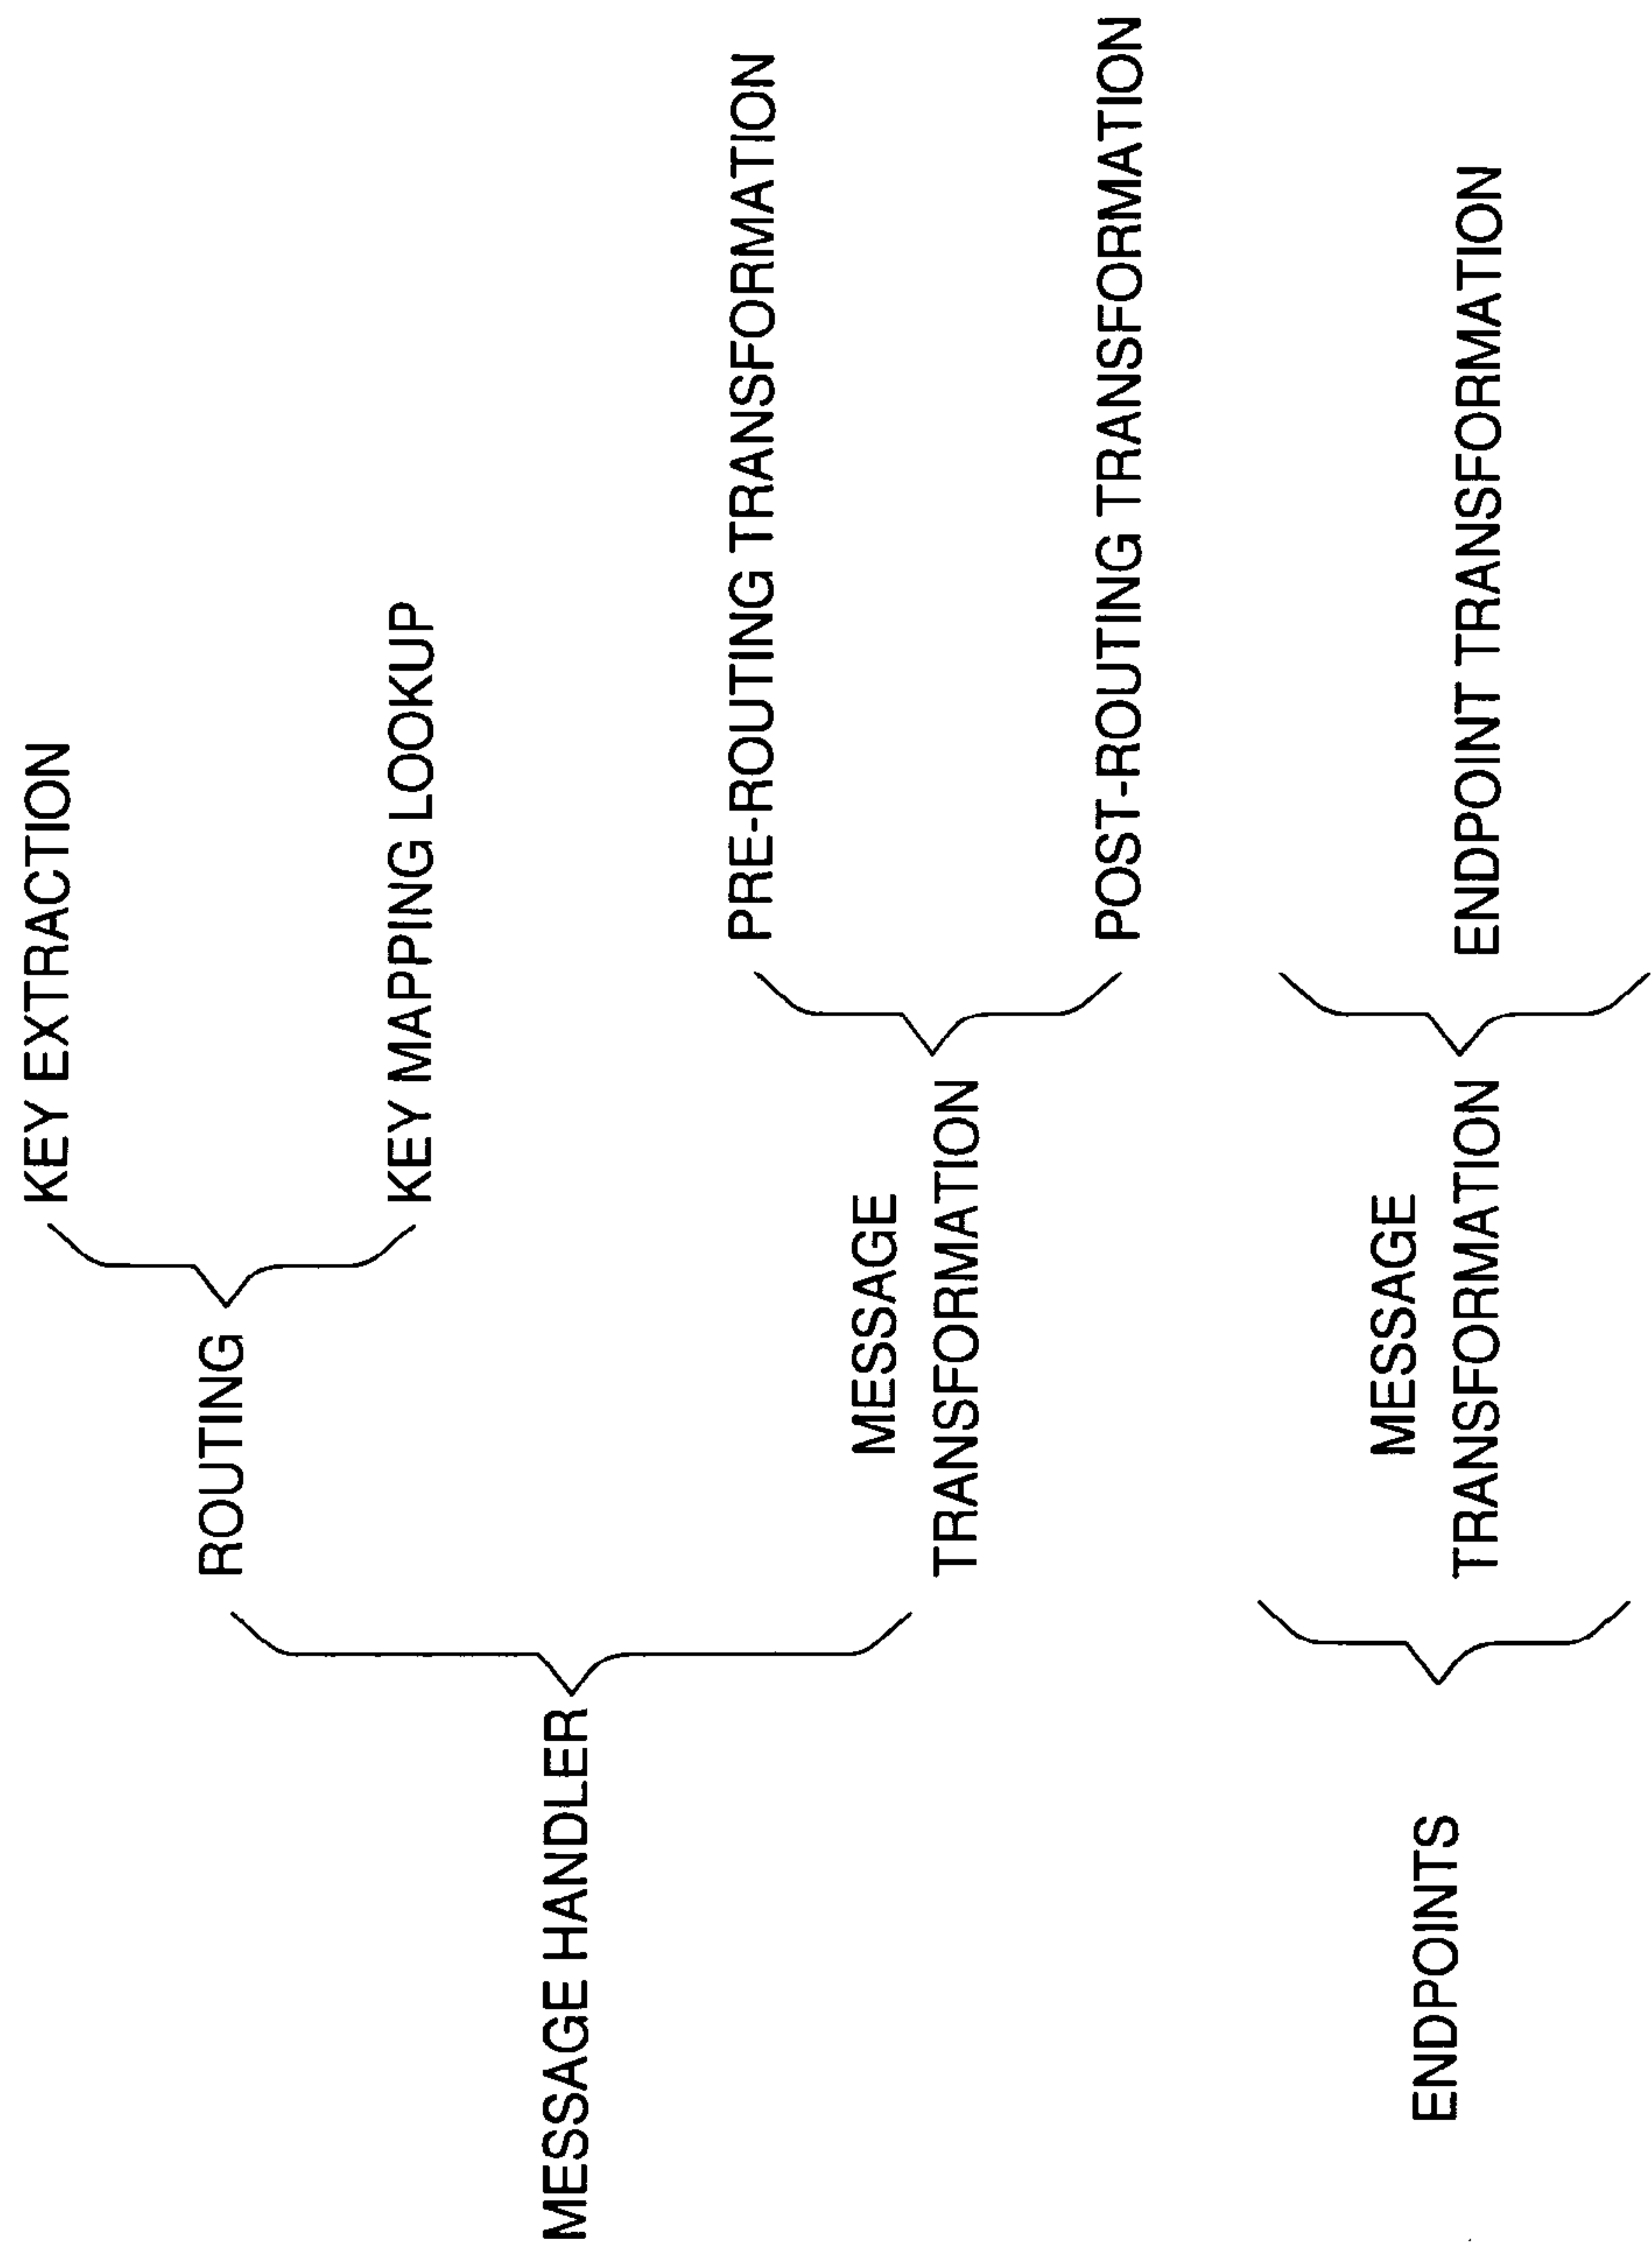 KEY EXTRACTION
ROUTING
KEY MAPPING LOOKUP
MESSAGE HANDLER
PRE-ROUTING TRANSFORMATION
MESSAGE
TRANSFORMATION
POST-ROUTING TRANSFORMATION
ENDPOINTS
MESSAGE
TRANSFORMATION
ENDPOINT TRANSFORMATION